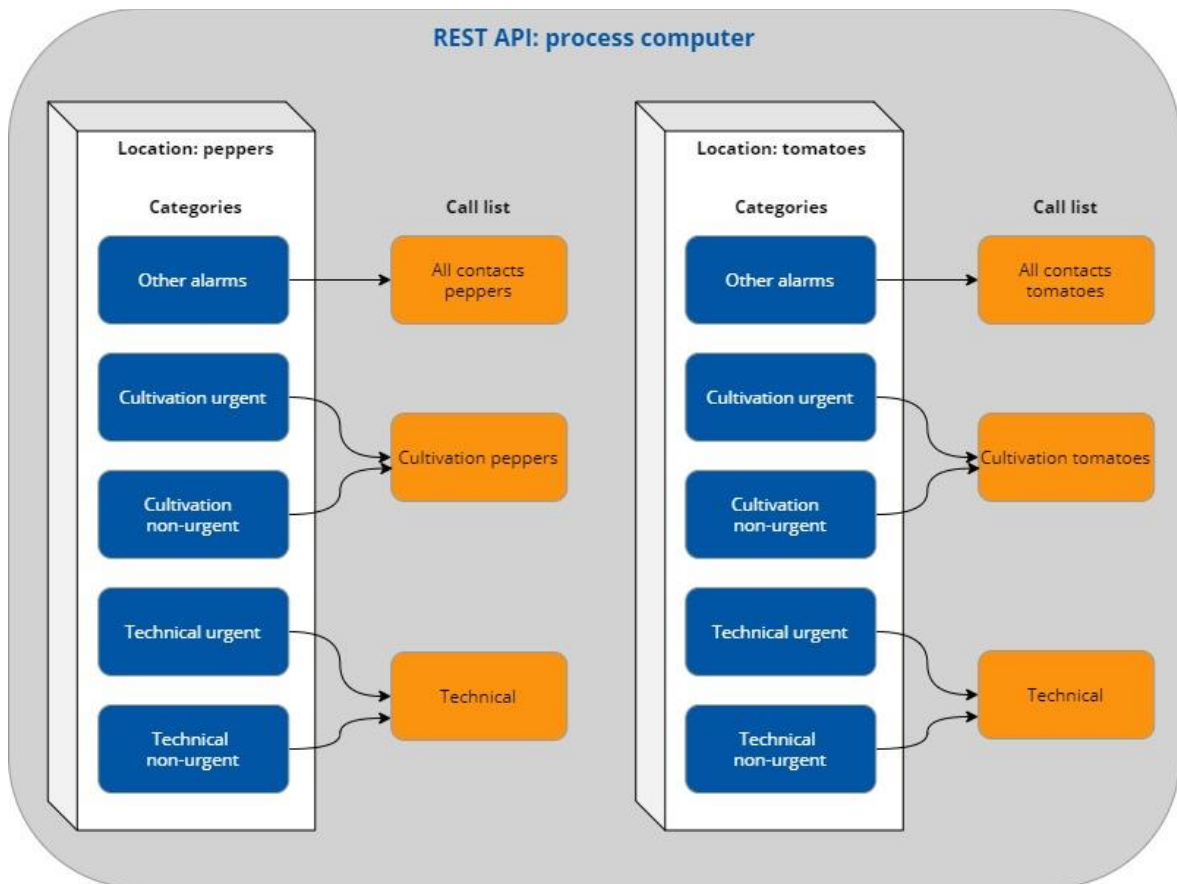 REST API: process computer
Location: peppers
Categories
Call list
Other alarms
All contacts
peppers
Cultivation urgent
Cultivation peppers
Cultivation
non-urgent
Technical urgent
Technical
Technical
non-urgent
Location: tomatoes
Categories
Call list
Other alarms
All contacts
tomatoes
Cultivation urgent
Cultivation tomatoes
Cultivation
non-urgent
Technical urgent
Technical
Technical
non-urgent